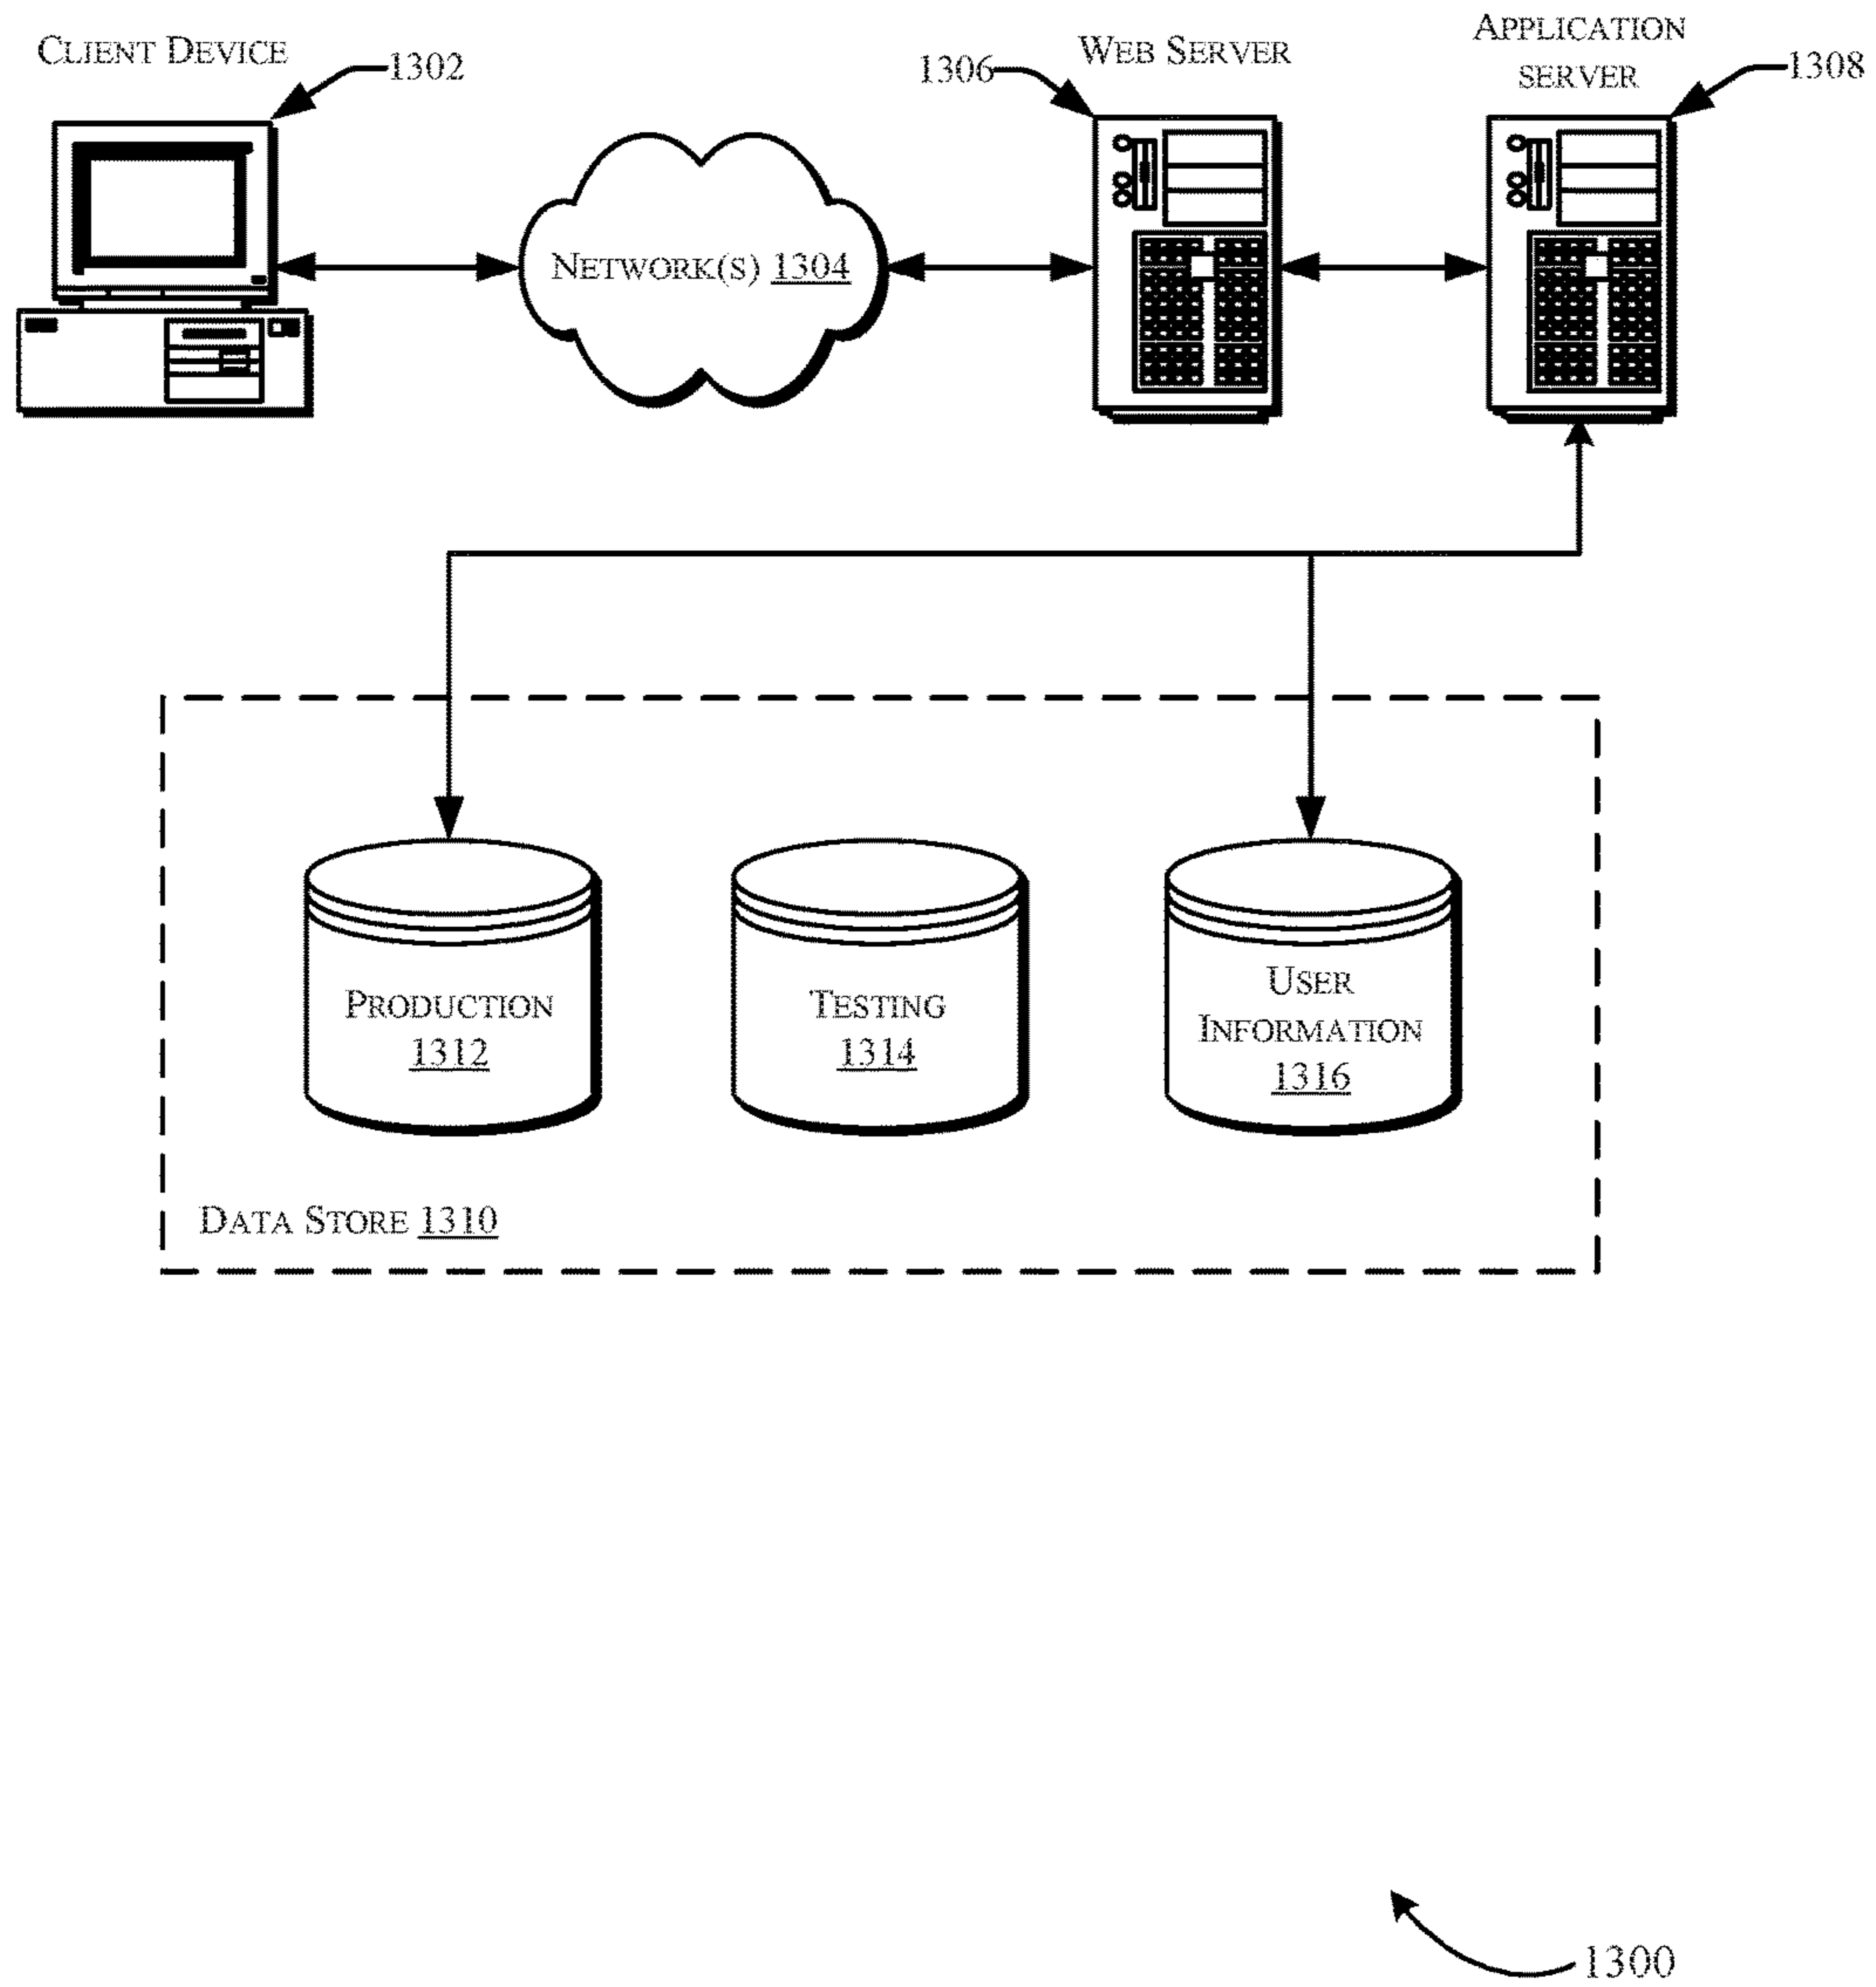 CLIENT DEVICE
1302
1306
WEB SERVER
APPLICATION
SERVER
1308
NETWORK(S) 1304
PRODUCTION
1312
TESTING
1314
USER
INFORMATION
1316
DATA STORE 1310
1300